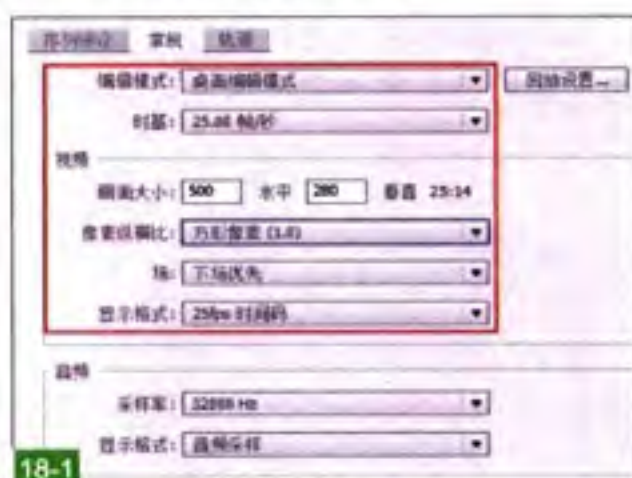 序列预设 常规 轨道
编辑模式: 桌面编辑模式
回放设置...
时基: 25.00 帧/秒
视频
画面大小: 500 水平 280 垂直 25:14
像素纵横比: 方形像素 (1.0)
场: 下场优先
显示格式: 25fps 时间码
音频
采样率: 32000 Hz
显示格式: 音频采样
18-1